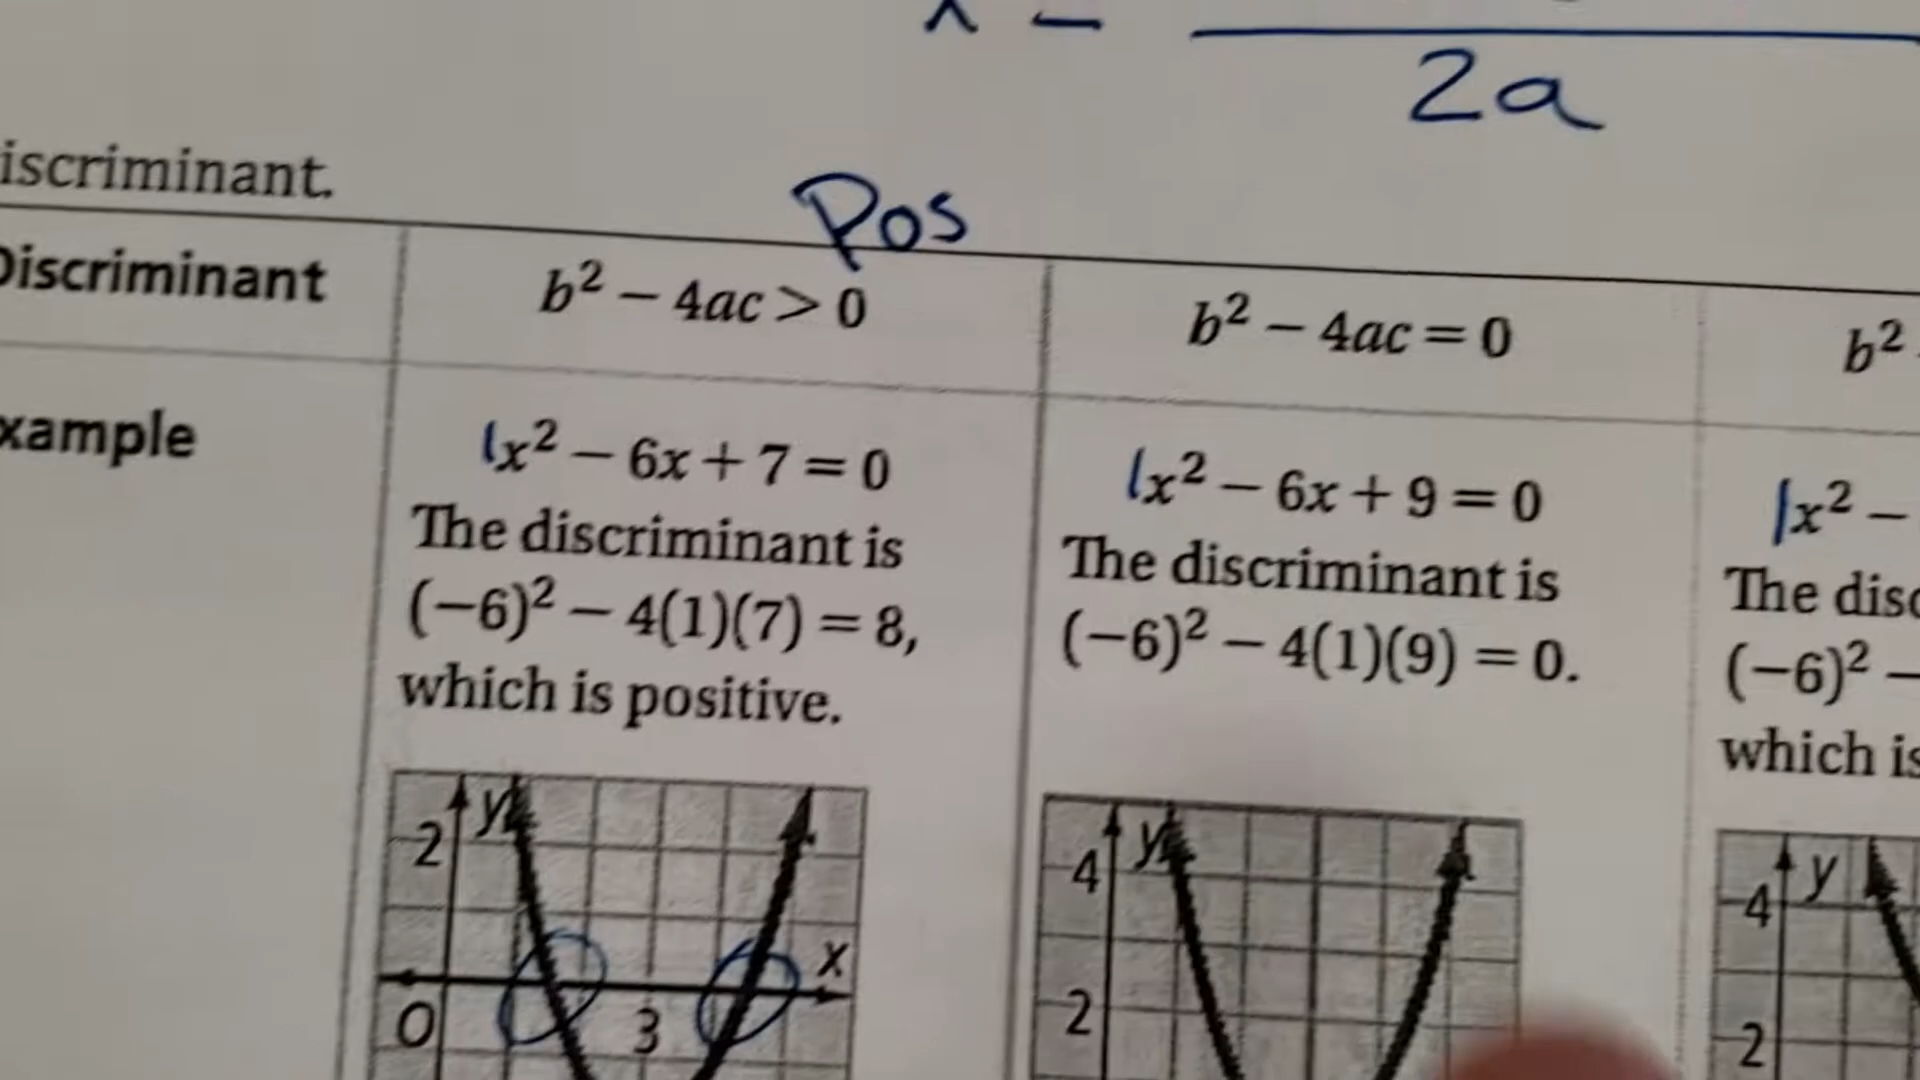 2a
iscriminant.
Pos
Discriminant
b² − 4ac > 0
b² − 4ac = 0
b²
xample
1x² − 6x + 7 = 0
The discriminant is
(−6)² − 4(1)(7) = 8,
which is positive.
1x² − 6x + 9 = 0
The discriminant is
(−6)² − 4(1)(9) = 0.
1x² −
The disc
(−6)² −
which is
y
2
x
O
3
y
4
2
y
4
2